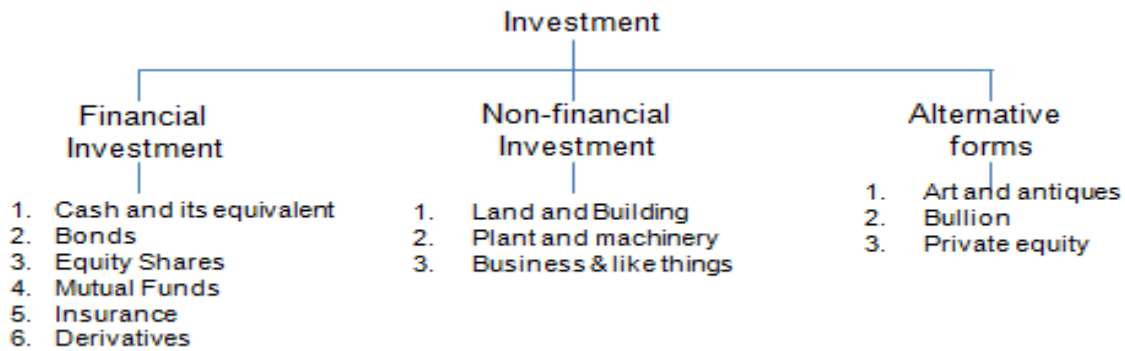 Investment
Financial
Investment
1. Cash and its equivalent
2. Bonds
3. Equity Shares
4. Mutual Funds
5. Insurance
6. Derivatives
Non-financial
Investment
1. Land and Building
2. Plant and machinery
3. Business & like things
Alternative
forms
1. Art and antiques
2. Bullion
3. Private equity